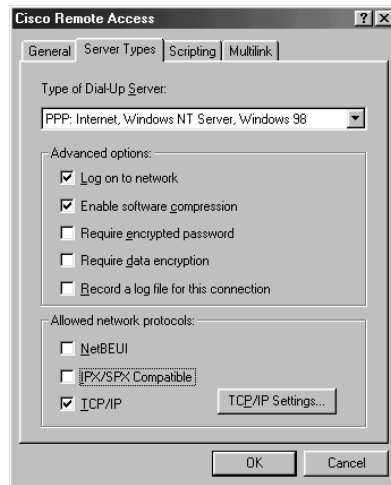 Cisco Remote Access
General Server Types Scripting Multilink
Type of Dial-Up Server:
PPP: Internet, Windows NT Server, Windows 98
Advanced options:
Log on to network
Enable software compression
Require encrypted password
Require data encryption
Record a log file for this connection
Allowed network protocols:
NetBEUI
IPX/SPX Compatible
TCP/IP TCP/IP Settings...
OK Cancel